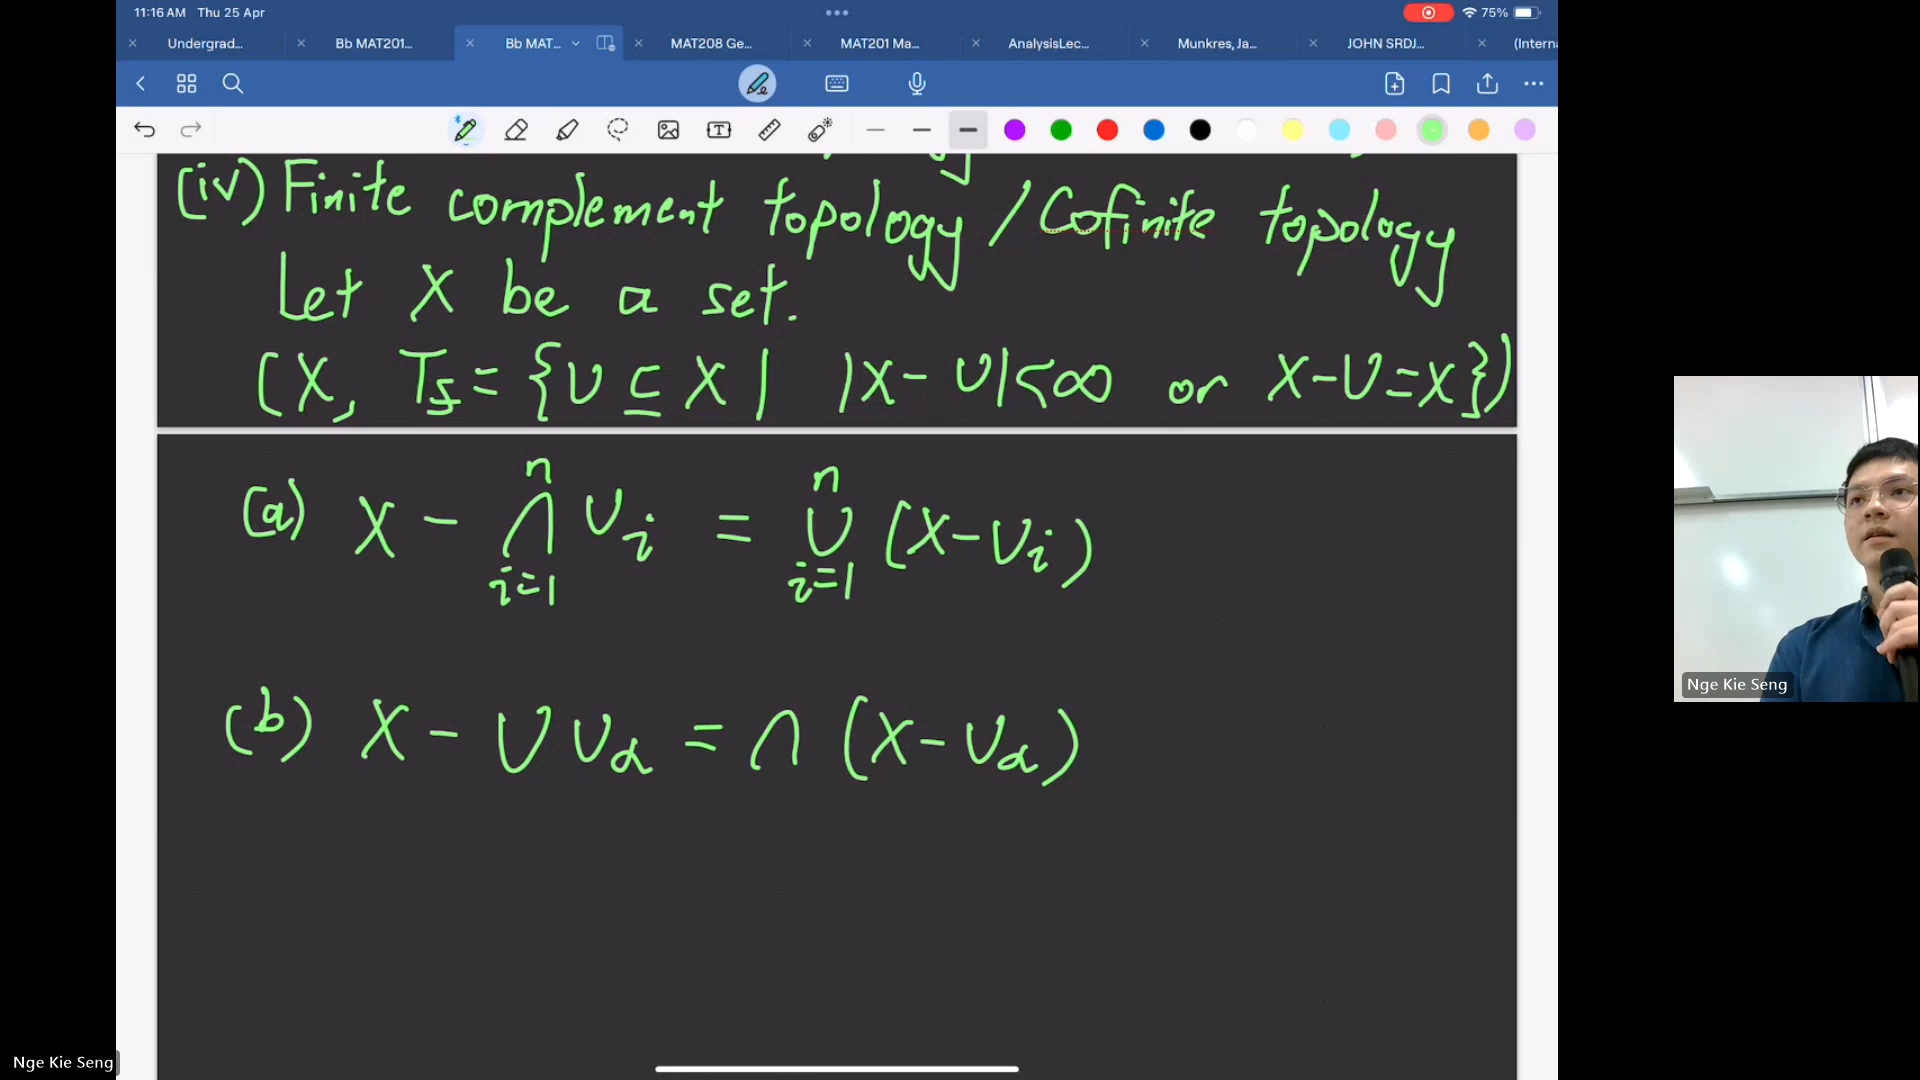 11:16 AM Thu 25 Apr
75%
Undergrad... Bb MAT201... Bb MAT... MAT208 Ge... MAT201 Ma... AnalysisLec... Munkres, Ja... JOHN SRDJ... (Intern
(iv) Finite complement topology / Cofinite topology
Let X be a set.
(X, T_f = {U ⊆ X | |X - U| < ∞ or X - U = X})
(a) X - ⋂_{i=1}^{n} U_i = ⋃_{i=1}^{n} (X - U_i)
(b) X - ⋃ U_α = ⋂ (X - U_α)
Nge Kie Seng
Nge Kie Seng